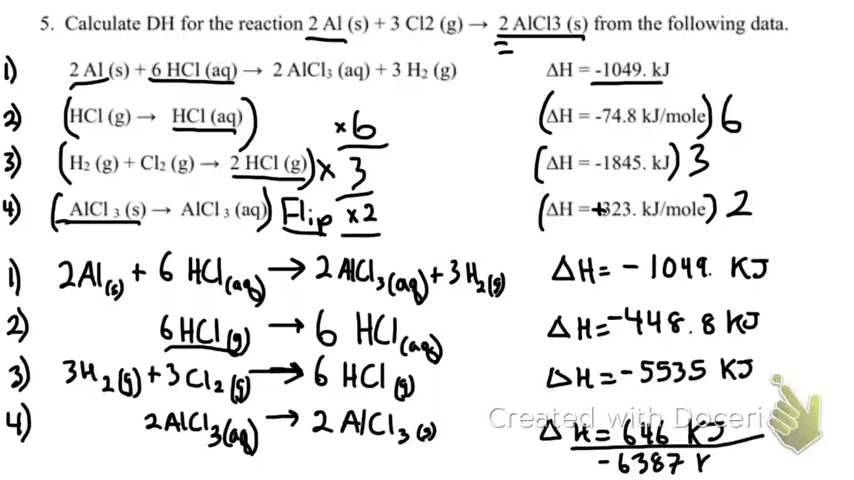 5. Calculate DH for the reaction 2 Al (s) + 3 Cl2 (g) → 2 AlCl3 (s) from the following data.
1) 2 Al (s) + 6 HCl (aq) → 2 AlCl₃ (aq) + 3 H₂ (g) ΔH = -1049. kJ
2) (HCl (g) → HCl (aq)) ×6 (ΔH = -74.8 kJ/mole) 6
3) (H₂ (g) + Cl₂ (g) → 2 HCl (g)) × 3 (ΔH = -1845. kJ) 3
4) (AlCl ₃ (s) → AlCl ₃ (aq)) Flip ×2 (ΔH = +323. kJ/mole) 2
1) 2Al(s) + 6 HCl(aq) → 2 AlCl₃(aq) + 3H₂(g) ΔH = -1049. KJ
2) 6HCl(g) → 6 HCl(aq) ΔH = -448.8 KJ
3) 3H₂(g) + 3Cl₂(g) → 6 HCl(g) ΔH = -5535 KJ
Created with Doceri
4) 2AlCl₃(aq) → 2 AlCl₃(s) ΔH = 646 KJ
-6387